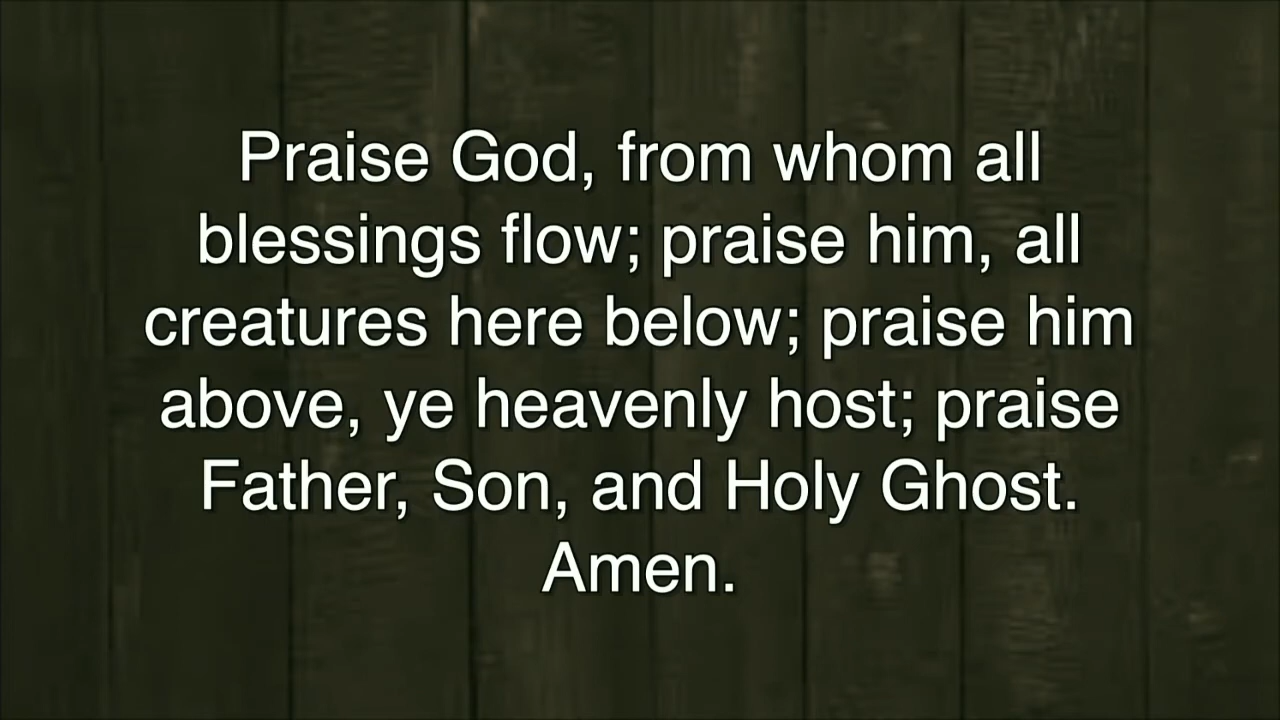 Praise God, from whom all
blessings flow; praise him, all
creatures here below; praise him
above, ye heavenly host; praise
Father, Son, and Holy Ghost.
Amen.